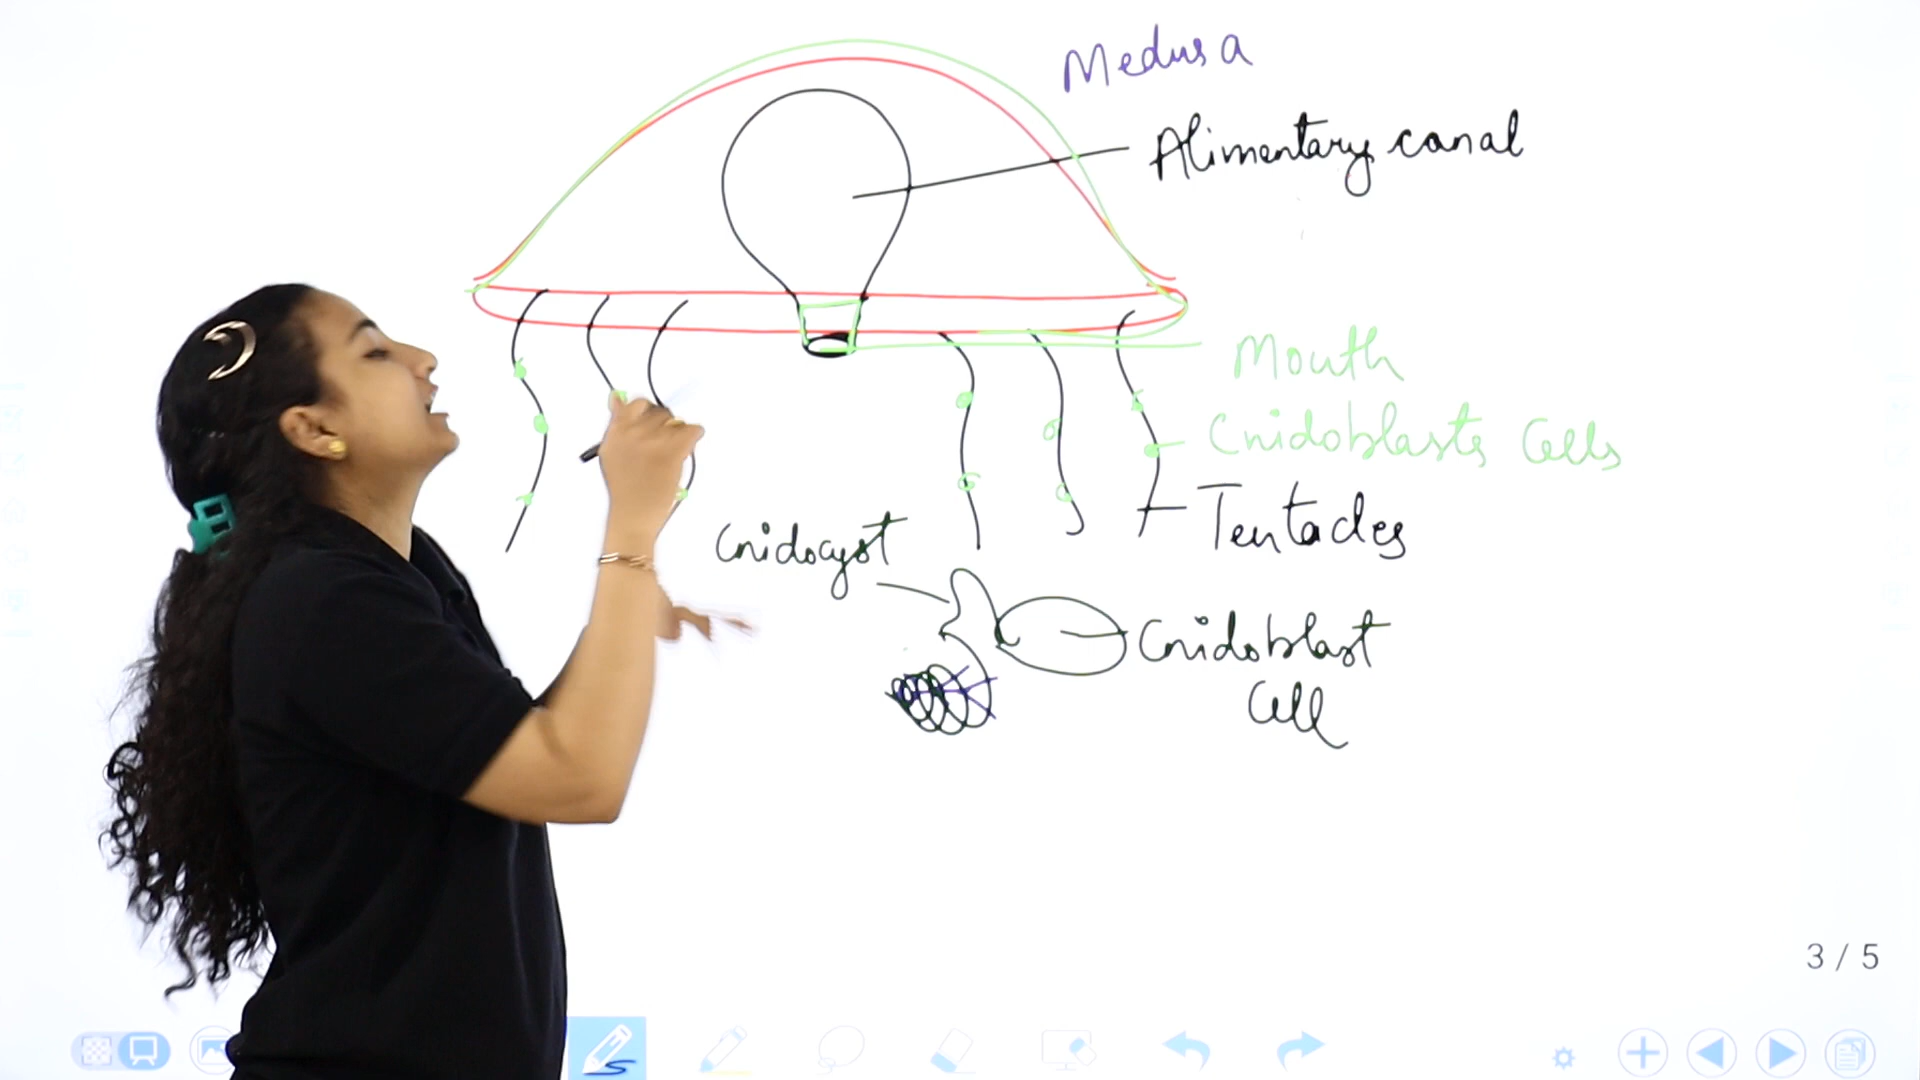 Medusa
Alimentary canal
Mouth
Cnidoblasts Cells
Tentacles
Cnidocyst
Cnidoblast
Cell
3 / 5